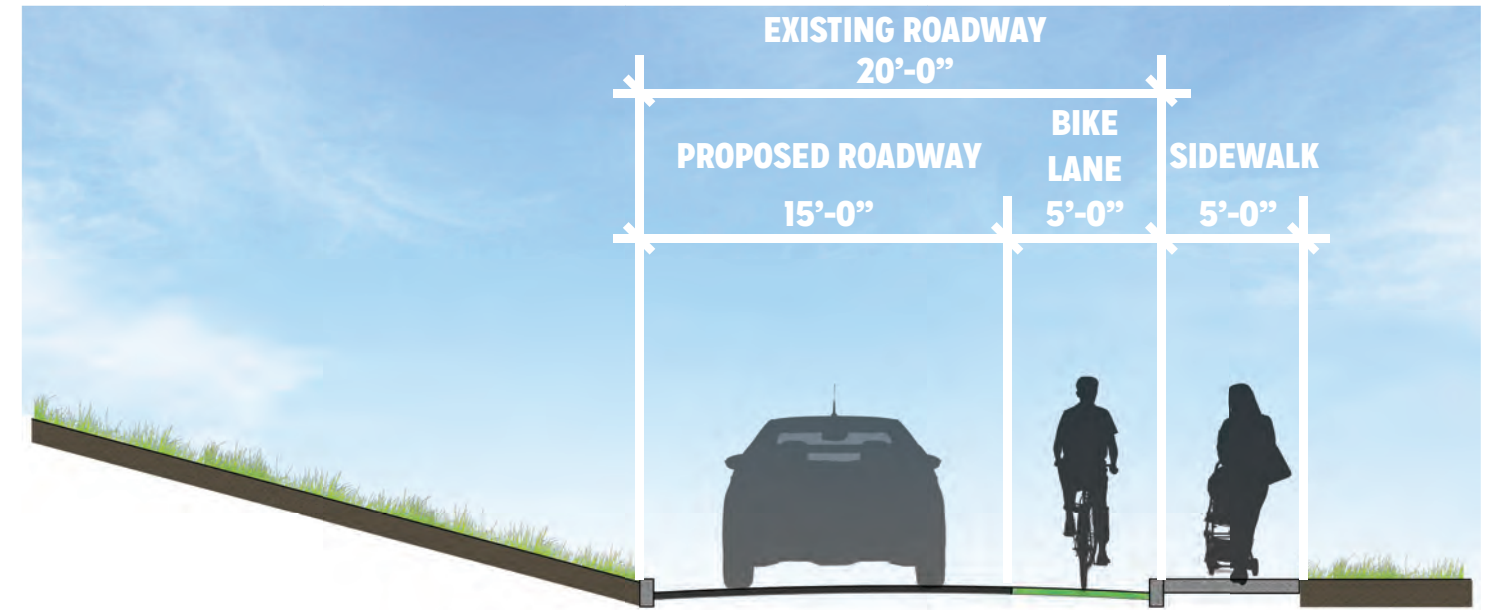 EXISTING ROADWAY
20’-0”
PROPOSED ROADWAY
15’-0”
BIKE
LANE
5’-0”
SIDEWALK
5’-0”